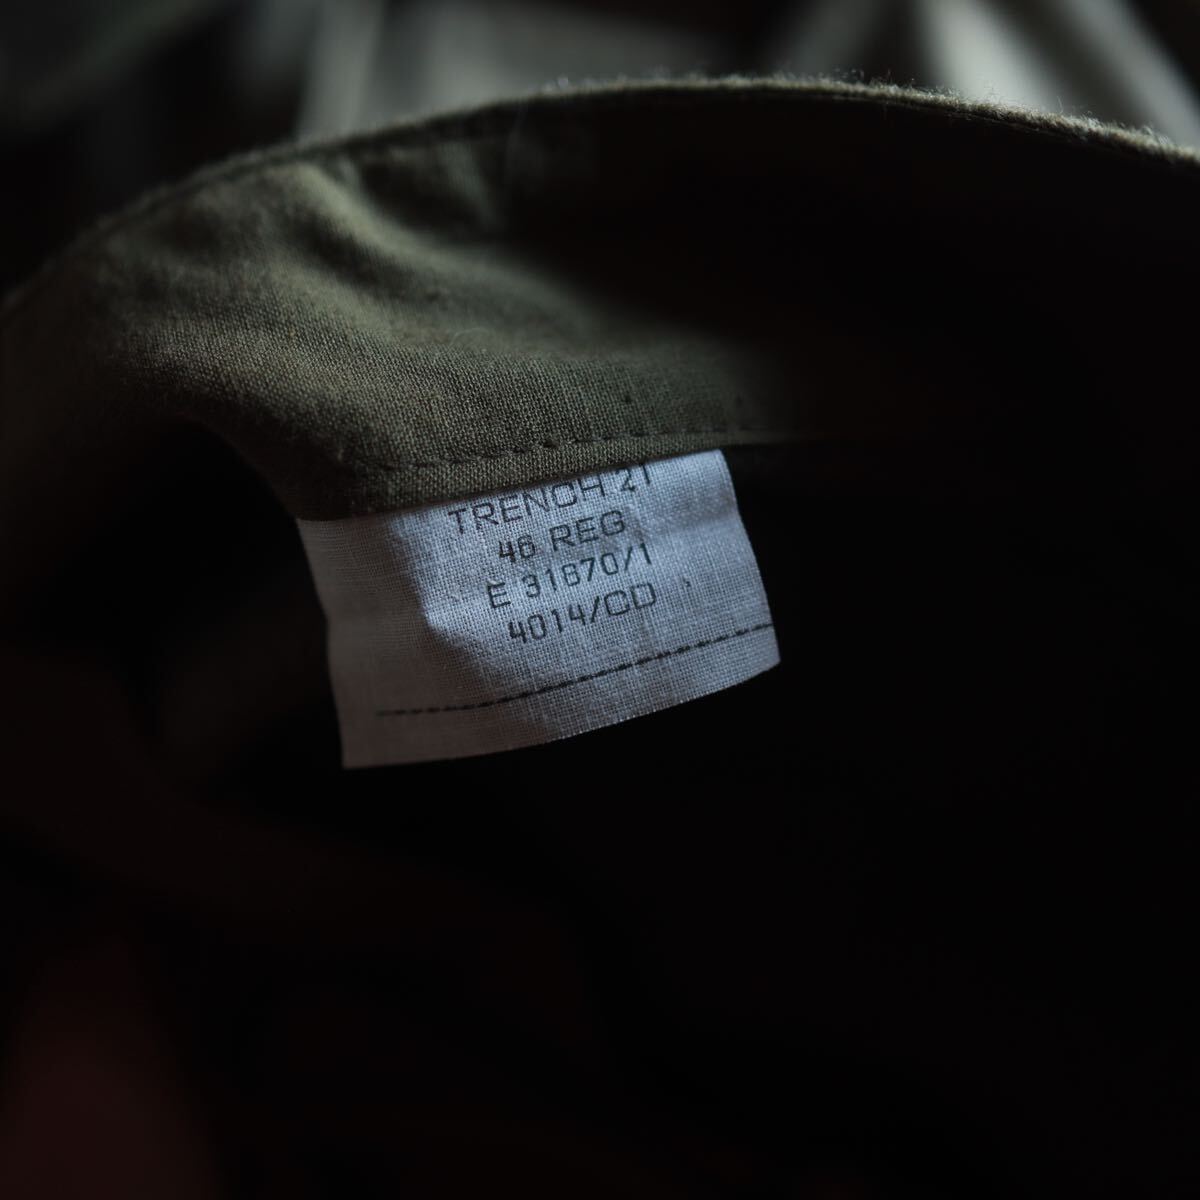 TRENCH 21
46 REG
E 31870/1
4014/CD